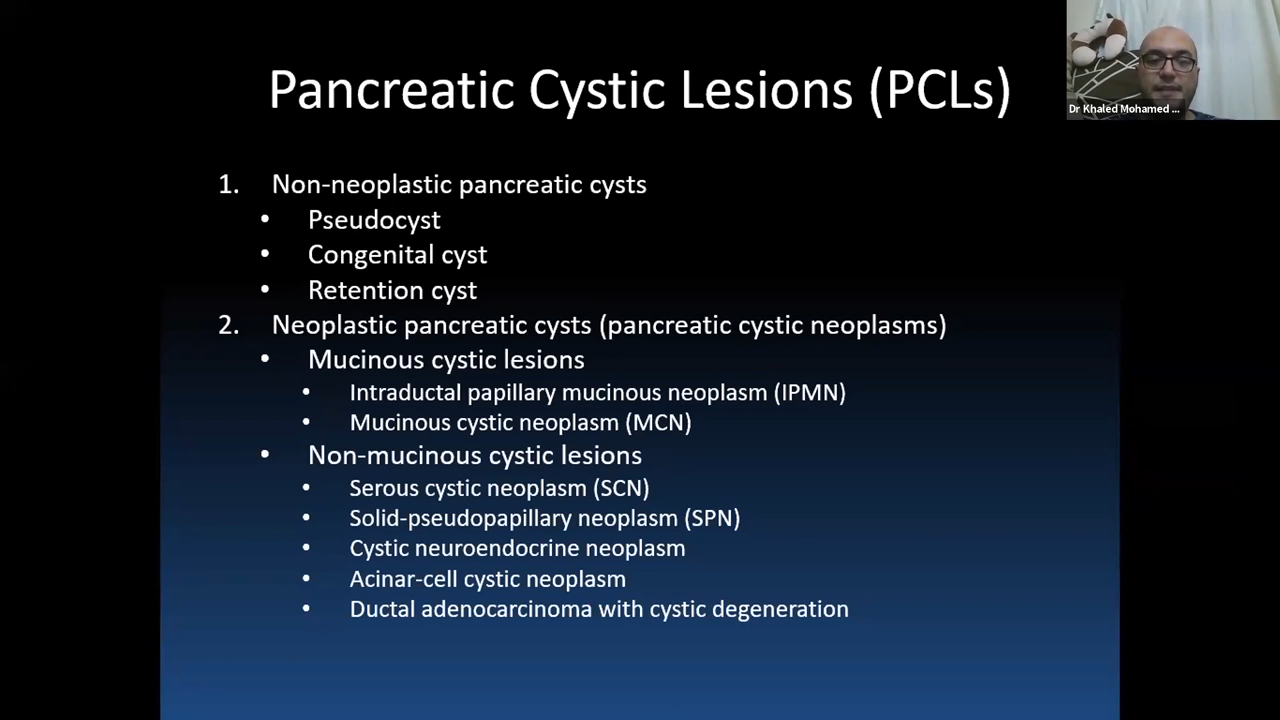 Pancreatic Cystic Lesions (PCLs)
Dr Khaled Mohamed ...
1. Non-neoplastic pancreatic cysts
• Pseudocyst
• Congenital cyst
• Retention cyst
2. Neoplastic pancreatic cysts (pancreatic cystic neoplasms)
• Mucinous cystic lesions
• Intraductal papillary mucinous neoplasm (IPMN)
• Mucinous cystic neoplasm (MCN)
• Non-mucinous cystic lesions
• Serous cystic neoplasm (SCN)
• Solid-pseudopapillary neoplasm (SPN)
• Cystic neuroendocrine neoplasm
• Acinar-cell cystic neoplasm
• Ductal adenocarcinoma with cystic degeneration